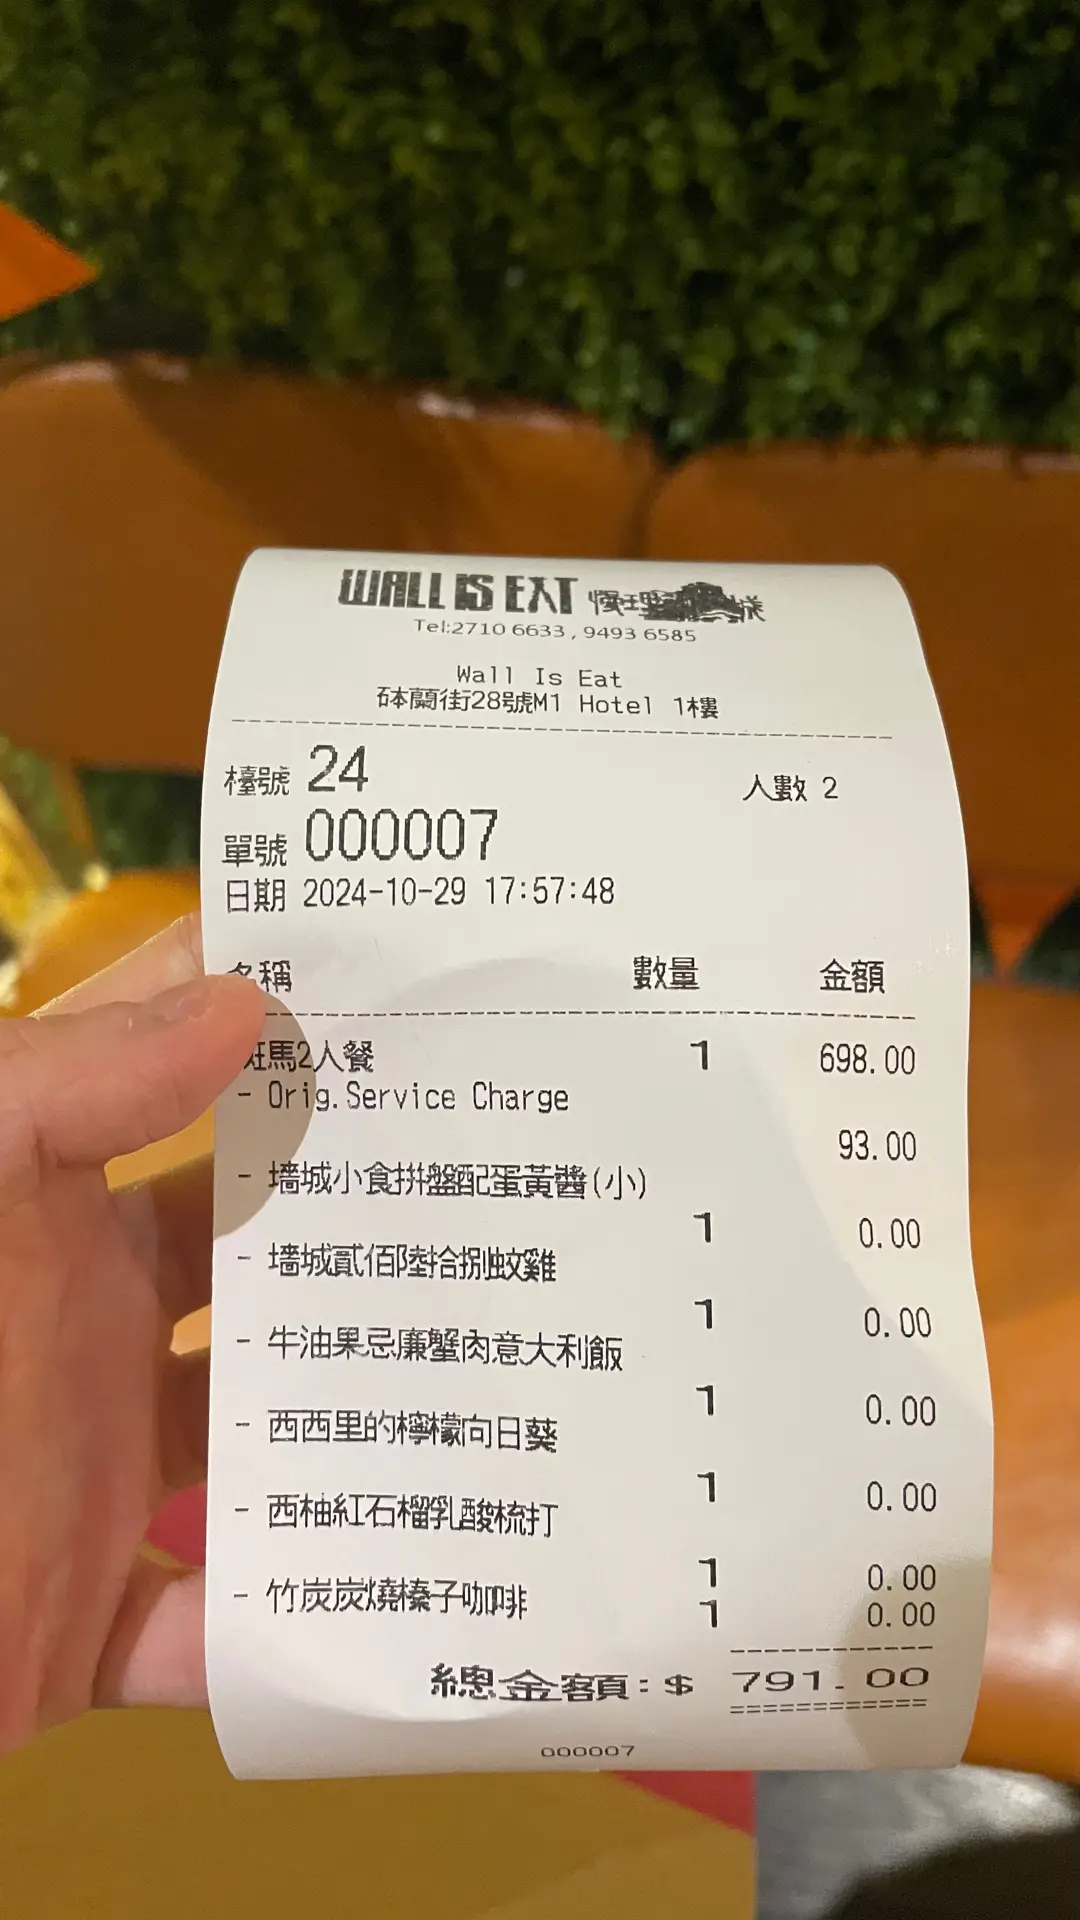 WALL IS EAT
Tel:2710 6633, 9493 6585
Wall Is Eat
砵蘭街28號M1 Hotel 1樓
檯號 24 人數 2
單號 000007
日期 2024-10-29 17:57:48
名稱 數量 金額
斑馬2人餐 1 698.00
- Orig.Service Charge
93.00
- 墻城小食拼盤配蛋黃醬(小)
1 0.00
- 墻城貳佰陸拾捌蚊雞
1 0.00
- 牛油果忌廉蟹肉意大利飯
1 0.00
- 西西里的檸檬向日葵
1 0.00
- 西柚紅石榴乳酸梳打
1 0.00
- 竹炭炭燒榛子咖啡
1 0.00
總金額:$ 791.00
000007